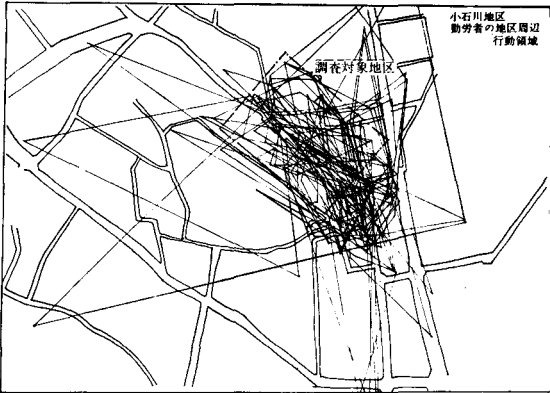 小石川地区
勤労者の地区周辺
行動領域
調査対象地区